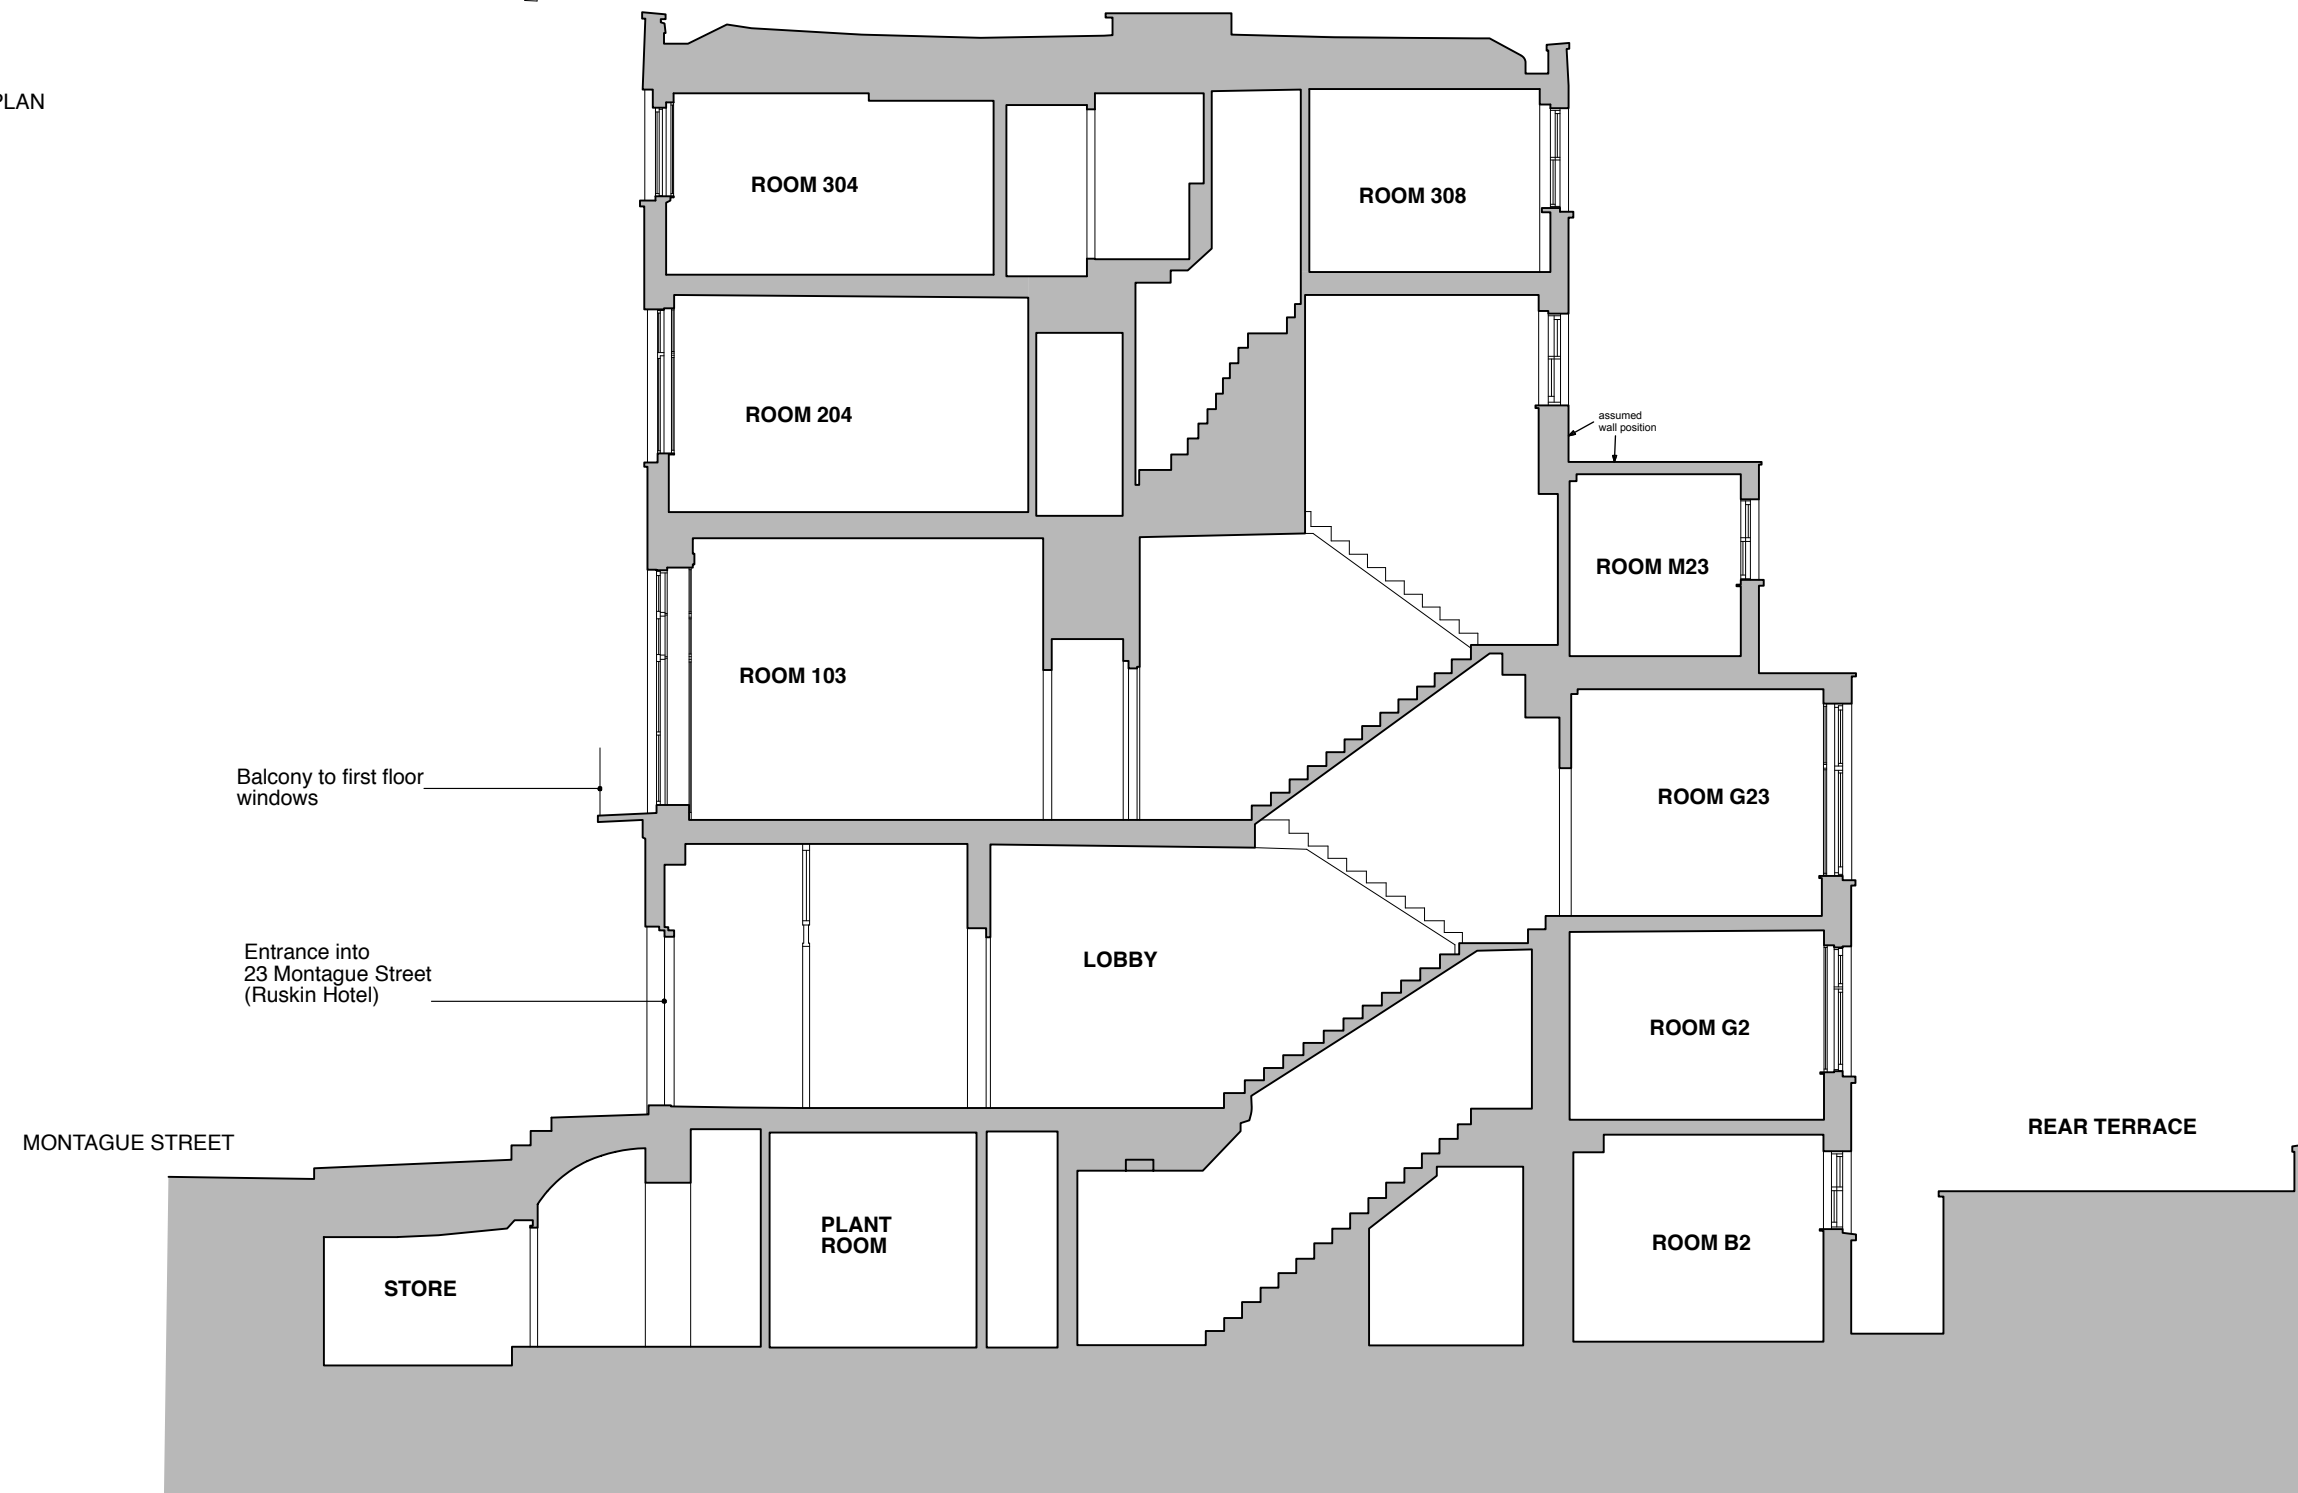 PLAN
ROOM 304
ROOM 308
ROOM 204
assumed
wall position
ROOM M23
ROOM 103
Balcony to first floor
windows
ROOM G23
Entrance into
23 Montague Street
(Ruskin Hotel)
LOBBY
ROOM G2
MONTAGUE STREET
REAR TERRACE
PLANT
ROOM
ROOM B2
STORE